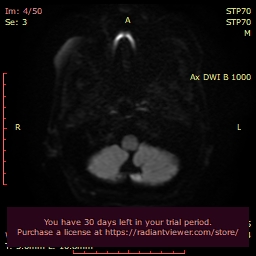 Im: 4/50
Se: 3
A
STP70
STP70
M
Ax DWI B 1000
R
L
You have 30 days left in your trial period.
Purchase a license at https://radiantviewer.com/store/